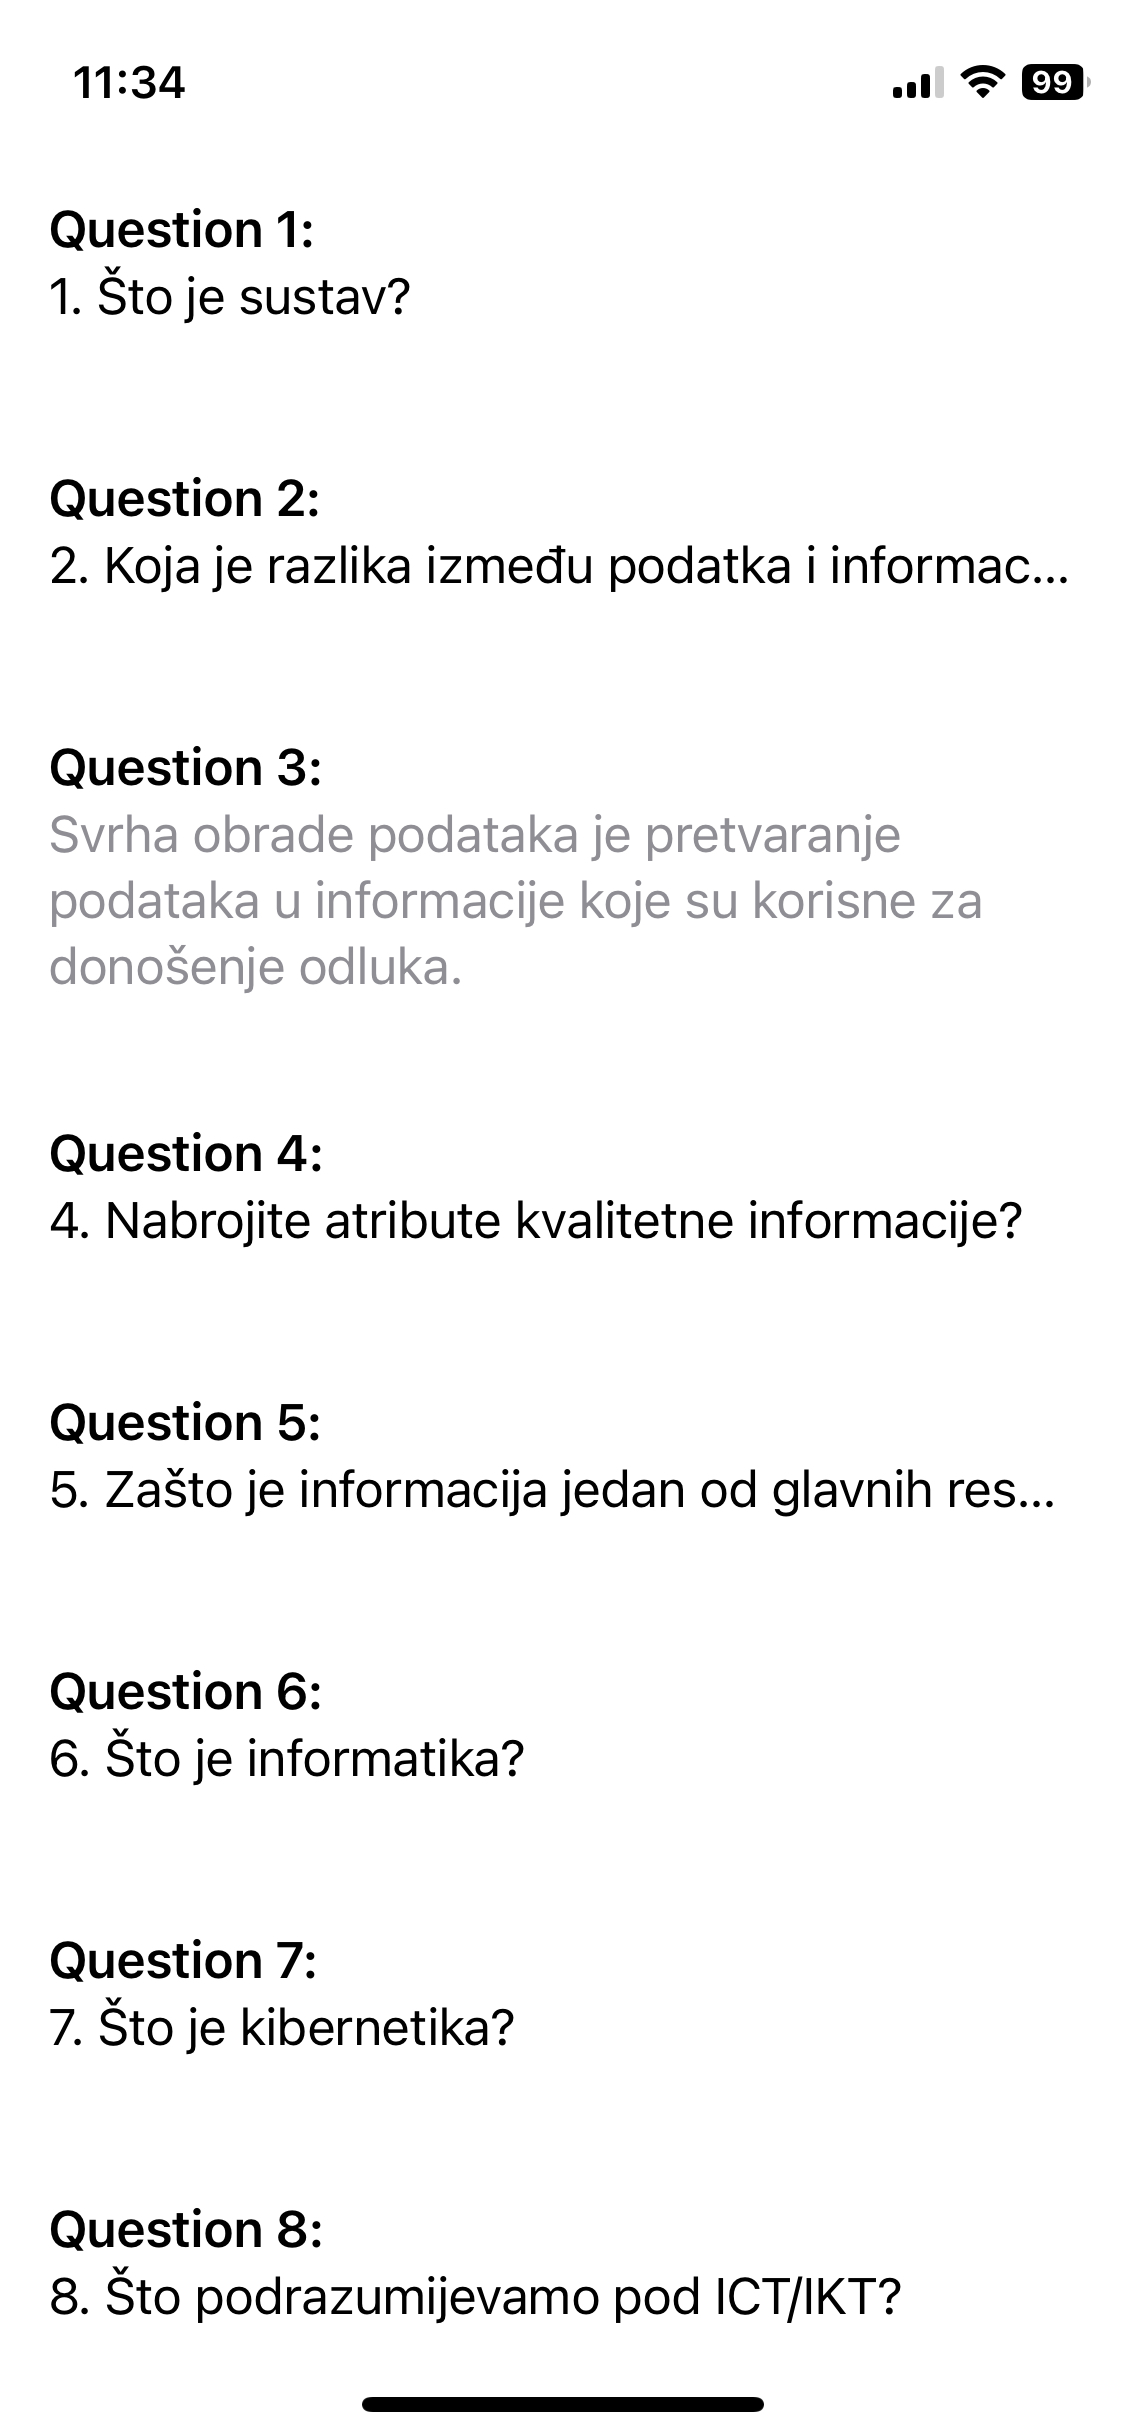 11:34
99
Question 1:
1. Što je sustav?
Question 2:
2. Koja je razlika između podatka i informac...
Question 3:
Svrha obrade podataka je pretvaranje
podataka u informacije koje su korisne za
donošenje odluka.
Question 4:
4. Nabrojite atribute kvalitetne informacije?
Question 5:
5. Zašto je informacija jedan od glavnih res...
Question 6:
6. Što je informatika?
Question 7:
7. Što je kibernetika?
Question 8:
8. Što podrazumijevamo pod ICT/IKT?